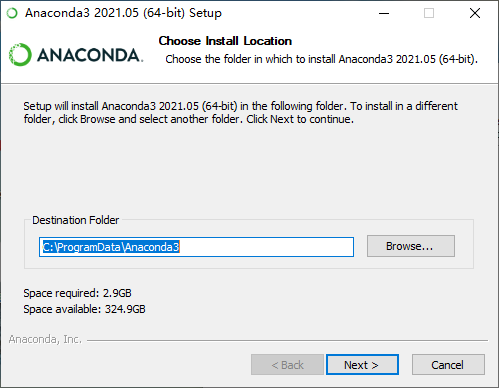 Anaconda3 2021.05 (64-bit) Setup
ANACONDA.
Choose Install Location
Choose the folder in which to install Anaconda3 2021.05 (64-bit).
Setup will install Anaconda3 2021.05 (64-bit) in the following folder. To install in a different
folder, click Browse and select another folder. Click Next to continue.
Destination Folder
C:\ProgramData\Anaconda3
Browse...
Space required: 2.9GB
Space available: 324.9GB
Anaconda, Inc.
< Back
Next >
Cancel